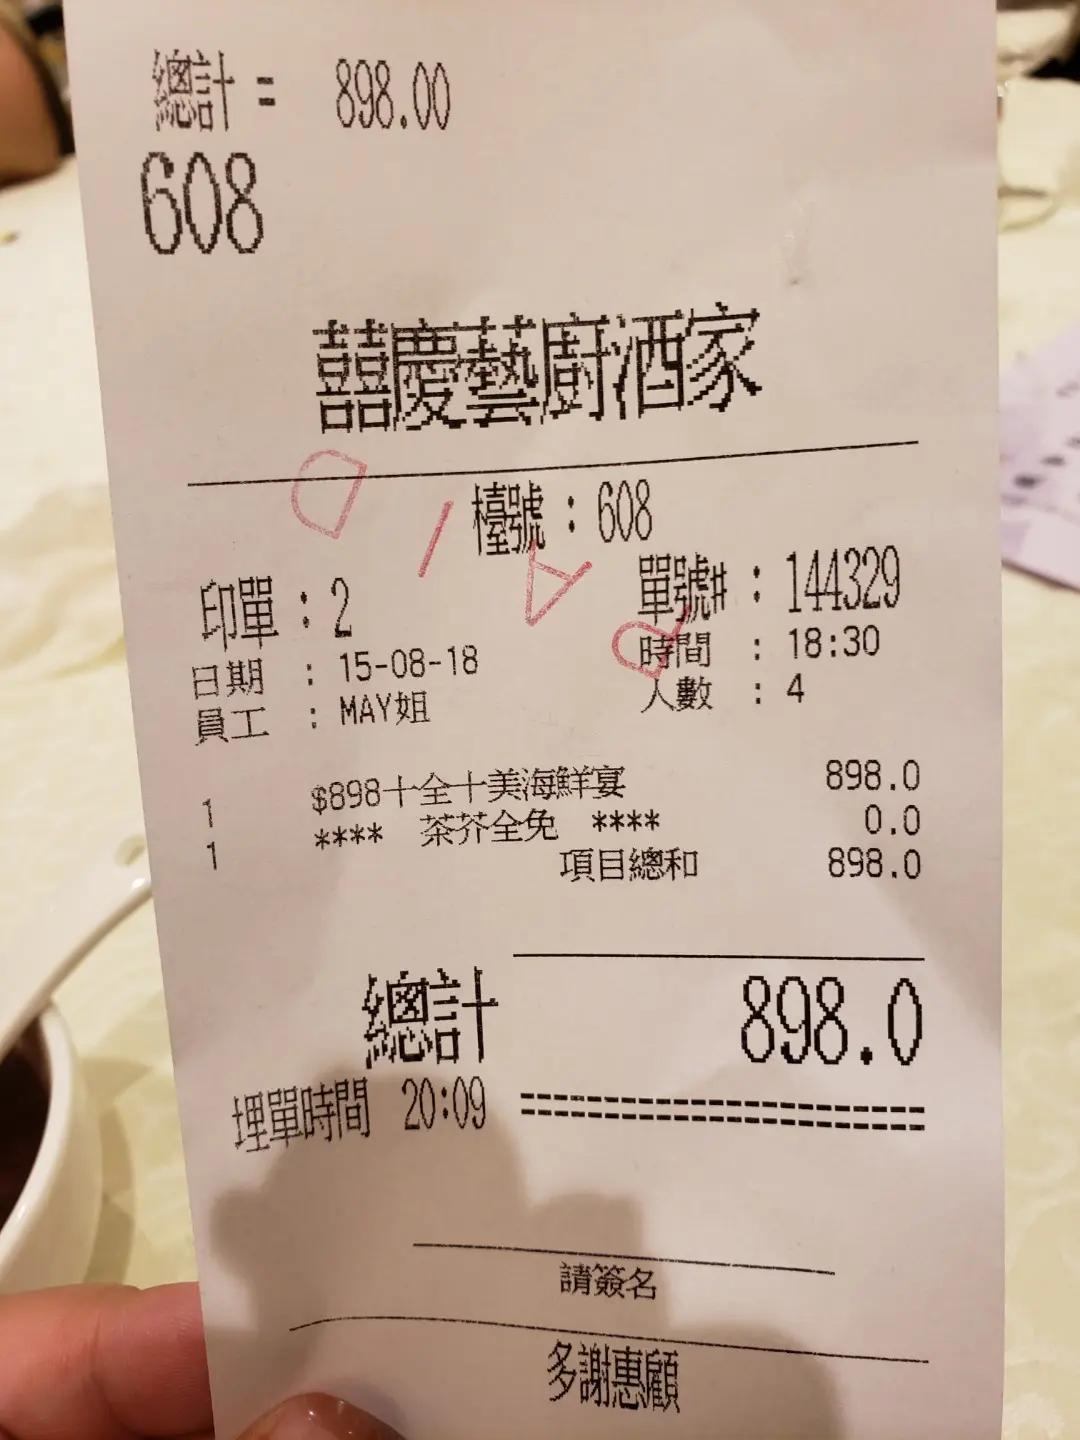 總計 = 898.00
608
囍慶藝廚酒家
檯號 : 608
印單 : 2 單號# : 144329
日期 : 15-08-18 時間 : 18:30
員工 : MAY姐 人數 : 4
1 $898十全十美海鮮宴 898.0
1 **** 茶芥全免 **** 0.0
項目總和 898.0
總計 898.0
埋單時間 20:09
請簽名
多謝惠顧